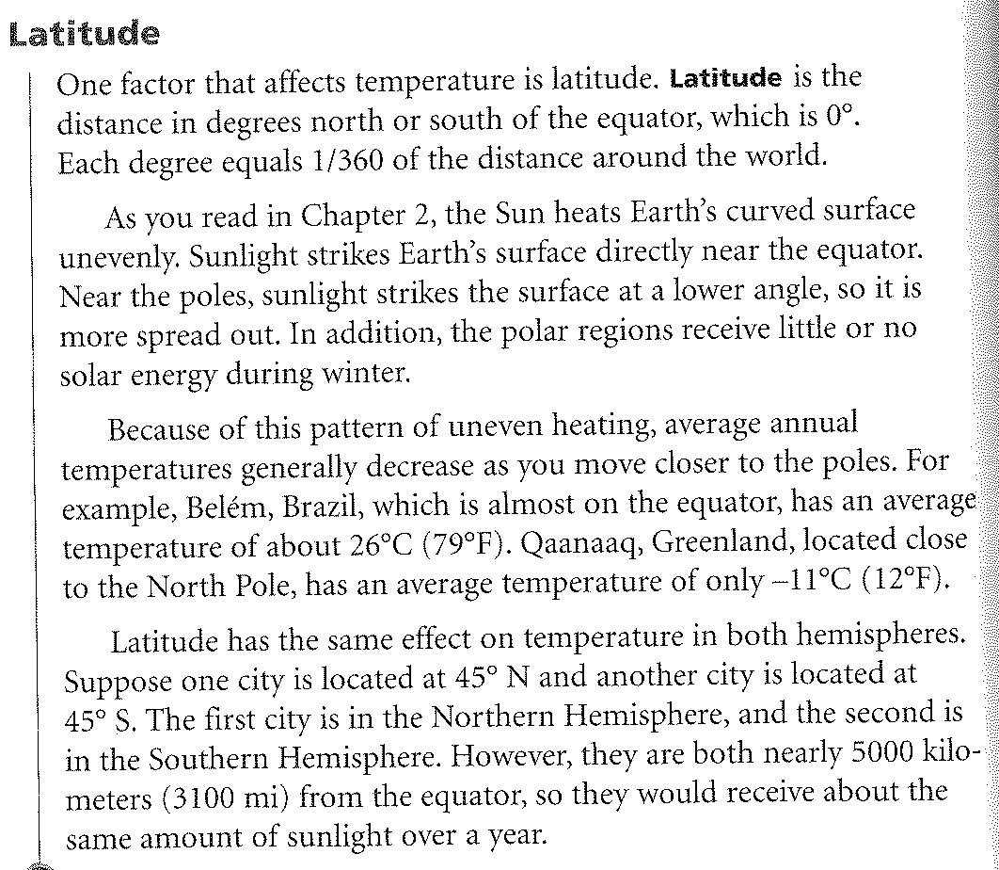 Latitude
One factor that affects temperature is latitude. Latitude is the
distance in degrees north or south of the equator, which is 0°.
Each degree equals 1/360 of the distance around the world.
As you read in Chapter 2, the Sun heats Earth's curved surface
unevenly. Sunlight strikes Earth's surface directly near the equator.
Near the poles, sunlight strikes the surface at a lower angle, so it is
more spread out. In addition, the polar regions receive little or no
solar energy during winter.
Because of this pattern of uneven heating, average annual
temperatures generally decrease as you move closer to the poles. For
example, Belém, Brazil, which is almost on the equator, has an average
temperature of about 26°C (79°F). Qaanaaq, Greenland, located close
to the North Pole, has an average temperature of only –11°C (12°F).
Latitude has the same effect on temperature in both hemispheres.
Suppose one city is located at 45° N and another city is located at
45° S. The first city is in the Northern Hemisphere, and the second is
in the Southern Hemisphere. However, they are both nearly 5000 kilo-
meters (3100 mi) from the equator, so they would receive about the
same amount of sunlight over a year.